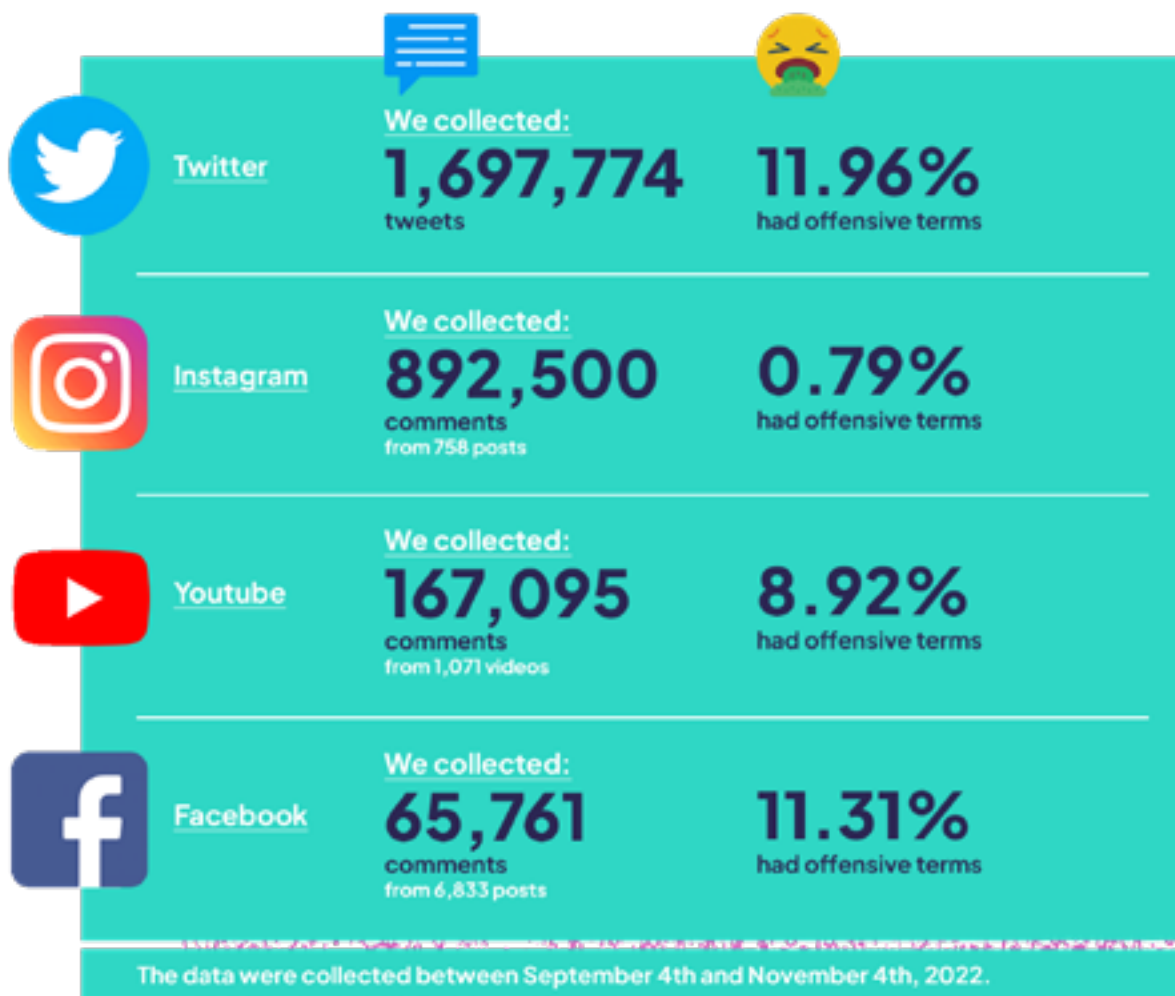 We collected:
Twitter
1,697,774
11.96%
tweets
had offensive terms
We collected:
Instagram
892,500
0.79%
comments
had offensive terms
from 758 posts
We collected:
Youtube
167,095
8.92%
comments
had offensive terms
from 1,071 videos
We collected:
Facebook
65,761
11.31%
comments
had offensive terms
from 6,833 posts
The data were collected between September 4th and November 4th, 2022.